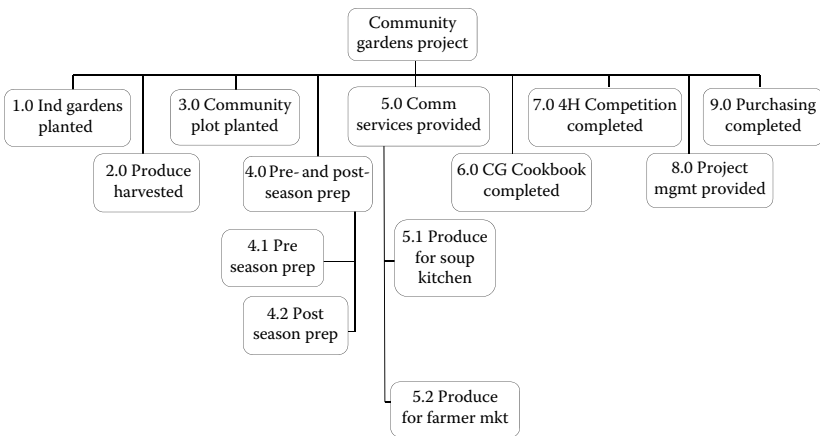 Community
gardens project
1.0 Ind gardens
planted
3.0 Community
plot planted
5.0 Comm
services provided
7.0 4H Competition
completed
9.0 Purchasing
completed
2.0 Produce
harvested
4.0 Pre- and post-
season prep
6.0 CG Cookbook
completed
8.0 Project
mgmt provided
4.1 Pre
season prep
4.2 Post
season prep
5.1 Produce
for soup
kitchen
5.2 Produce
for farmer mkt